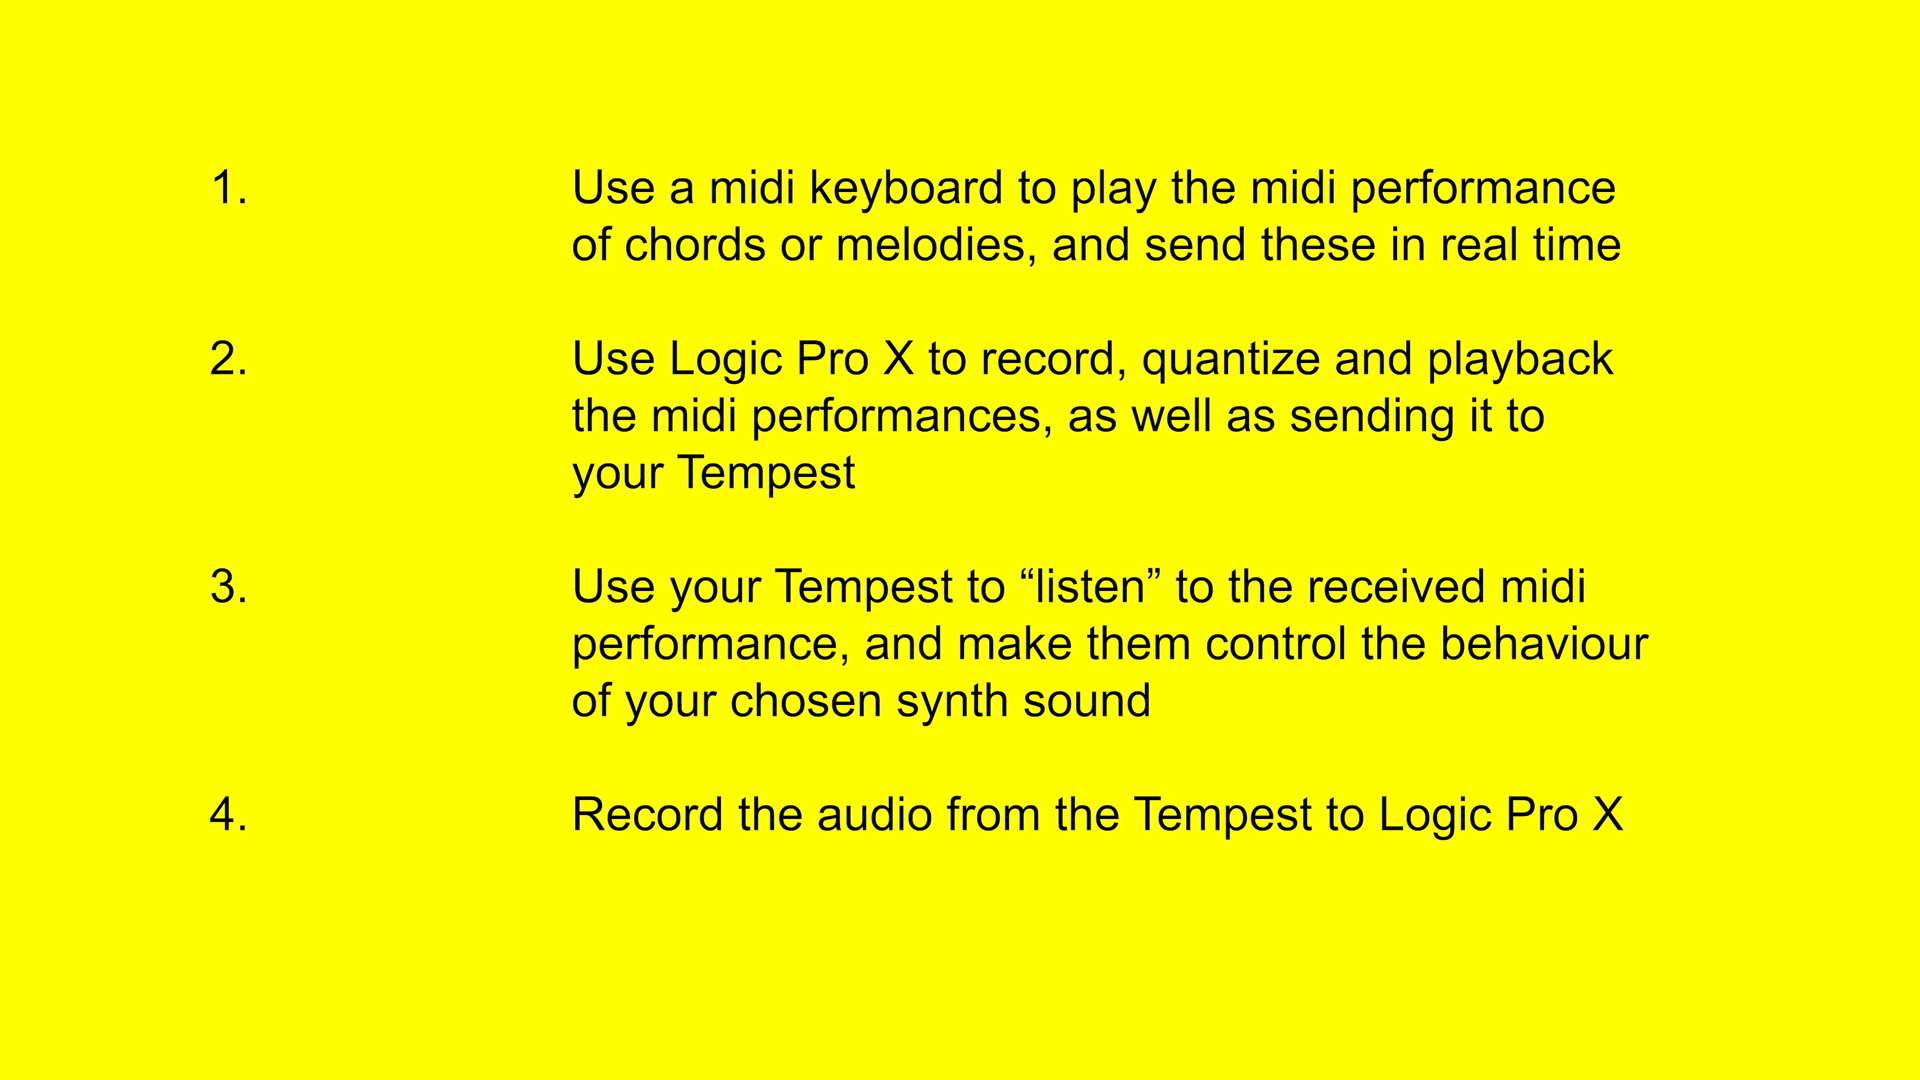 1. Use a midi keyboard to play the midi performance
of chords or melodies, and send these in real time
2. Use Logic Pro X to record, quantize and playback
the midi performances, as well as sending it to
your Tempest
3. Use your Tempest to “listen” to the received midi
performance, and make them control the behaviour
of your chosen synth sound
4. Record the audio from the Tempest to Logic Pro X